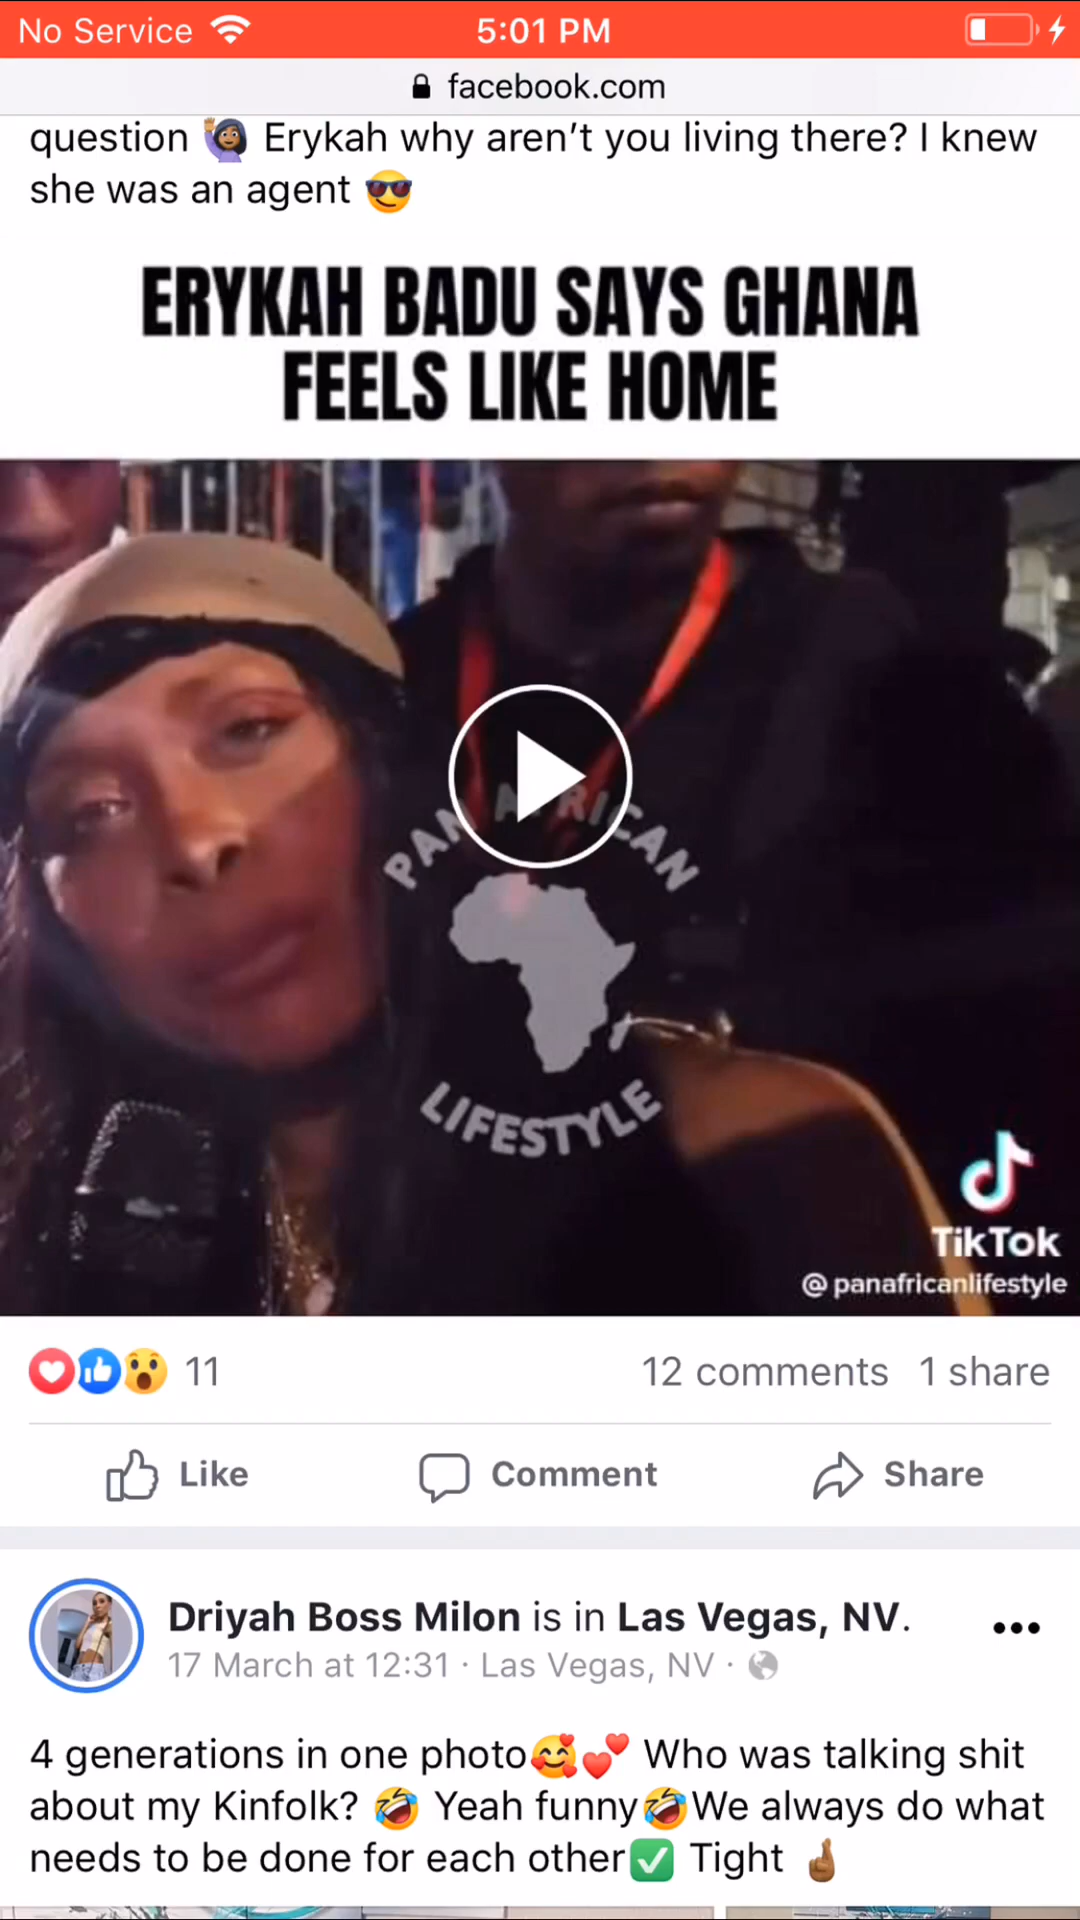 No Service
5:01 PM
facebook.com
question 🙋🏾‍♀️ Erykah why aren’t you living there? I knew
she was an agent 😎
ERYKAH BADU SAYS GHANA
FEELS LIKE HOME
PAN AFRICAN
LIFESTYLE
TikTok
@panafricanlifestyle
11
12 comments 1 share
Like
Comment
Share
Driyah Boss Milon is in Las Vegas, NV.
17 March at 12:31 · Las Vegas, NV ·
4 generations in one photo🥰💕 Who was talking shit
about my Kinfolk? 🤣 Yeah funny🤣We always do what
needs to be done for each other✅ Tight 🤞🏾